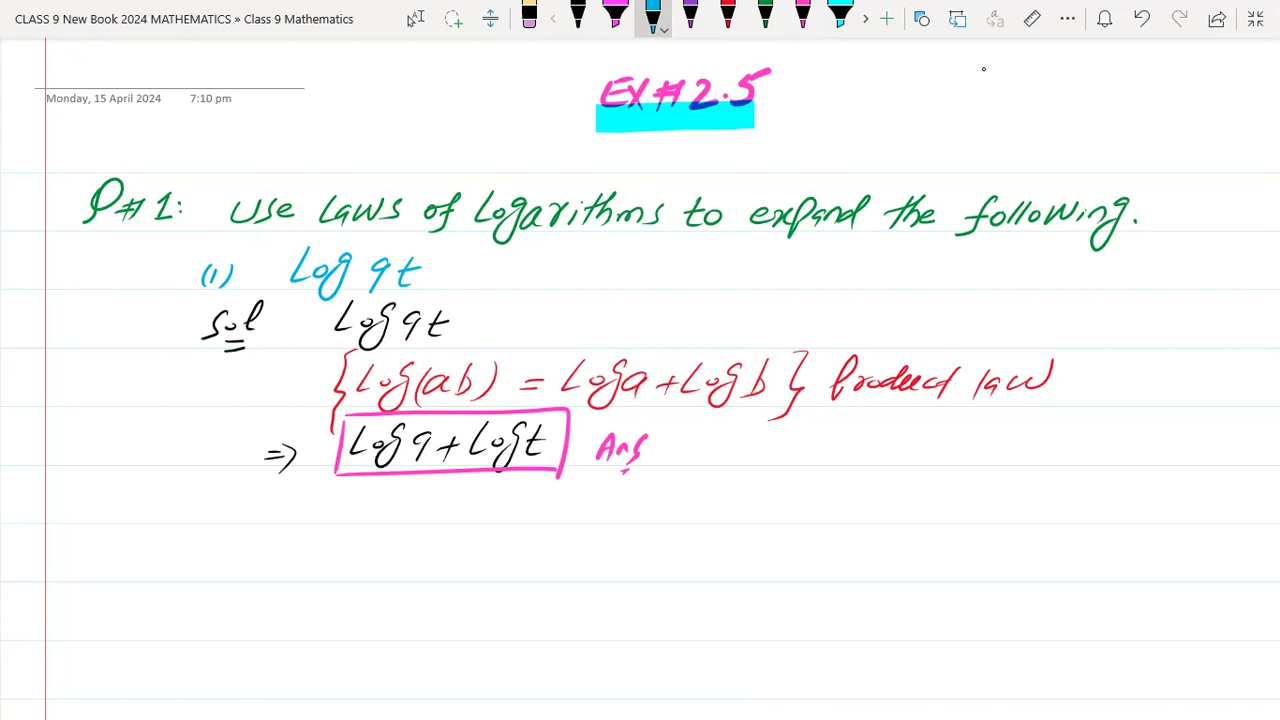 CLASS 9 New Book 2024 MATHEMATICS » Class 9 Mathematics
Monday, 15 April 2024 7:10 pm
EX#2.5
Q#1: Use laws of Logarithms to expand the following.
(1) Log 9t
Sol Log 9t
{Log(ab) = Log a + Log b} Product law
⇒ Log 9 + Log t Ans